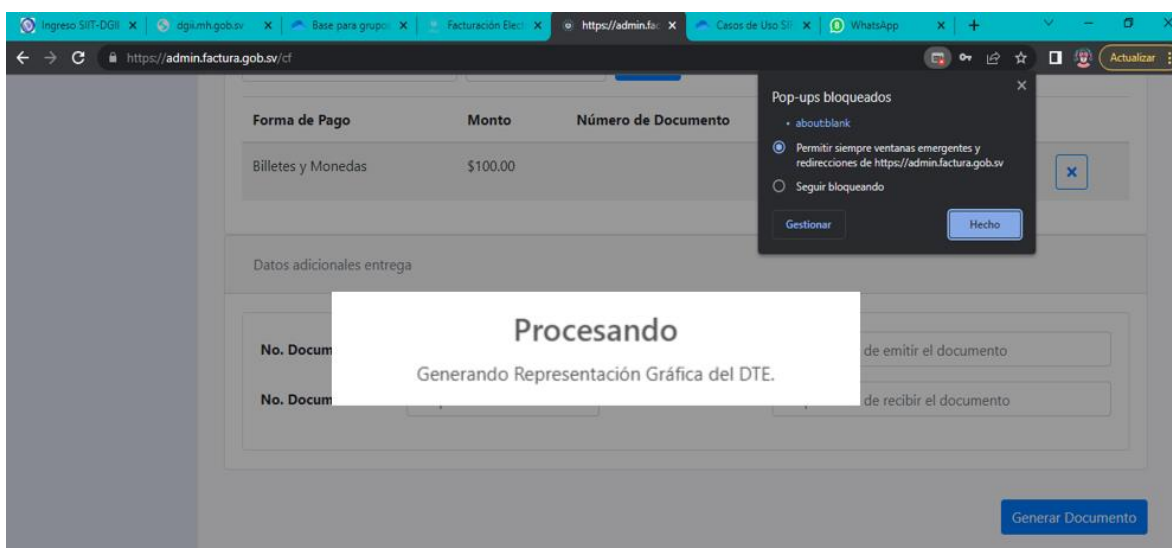 Ingreso SIIT-DGII
dgii.mh.gob.sv
Base para grupo
Facturación Elect
https://admin.fac
Casos de Uso SII
WhatsApp
https://admin.factura.gob.sv/cf
Actualizar
Pop-ups bloqueados
about:blank
Permitir siempre ventanas emergentes y
redirecciones de https://admin.factura.gob.sv
Seguir bloqueando
Gestionar
Hecho
Forma de Pago Monto Número de Documento
Billetes y Monedas $100.00
Datos adicionales entrega
Procesando
Generando Representación Gráfica del DTE.
No. Docum de emitir el documento
No. Docum de recibir el documento
Generar Documento